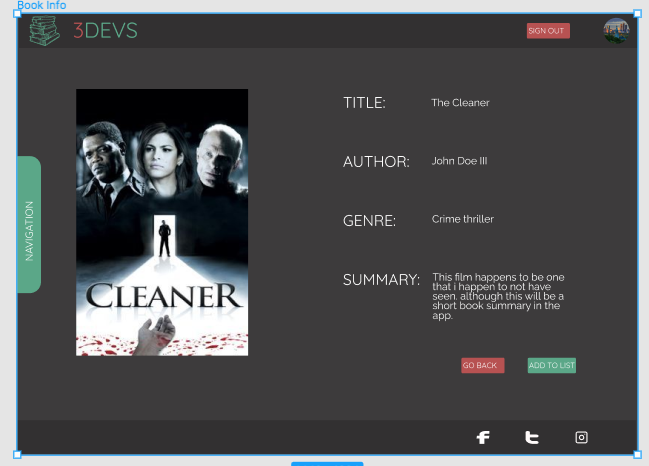 Book Info
3DEVS
SIGN OUT
TITLE: The Cleaner
AUTHOR: John Doe III
GENRE: Crime thriller
SUMMARY: This film happens to be one
that i happen to not have
seen. although this will be a
short book summary in the
app.
NAVIGATION
CLEANER
GO BACK
ADD TO LIST